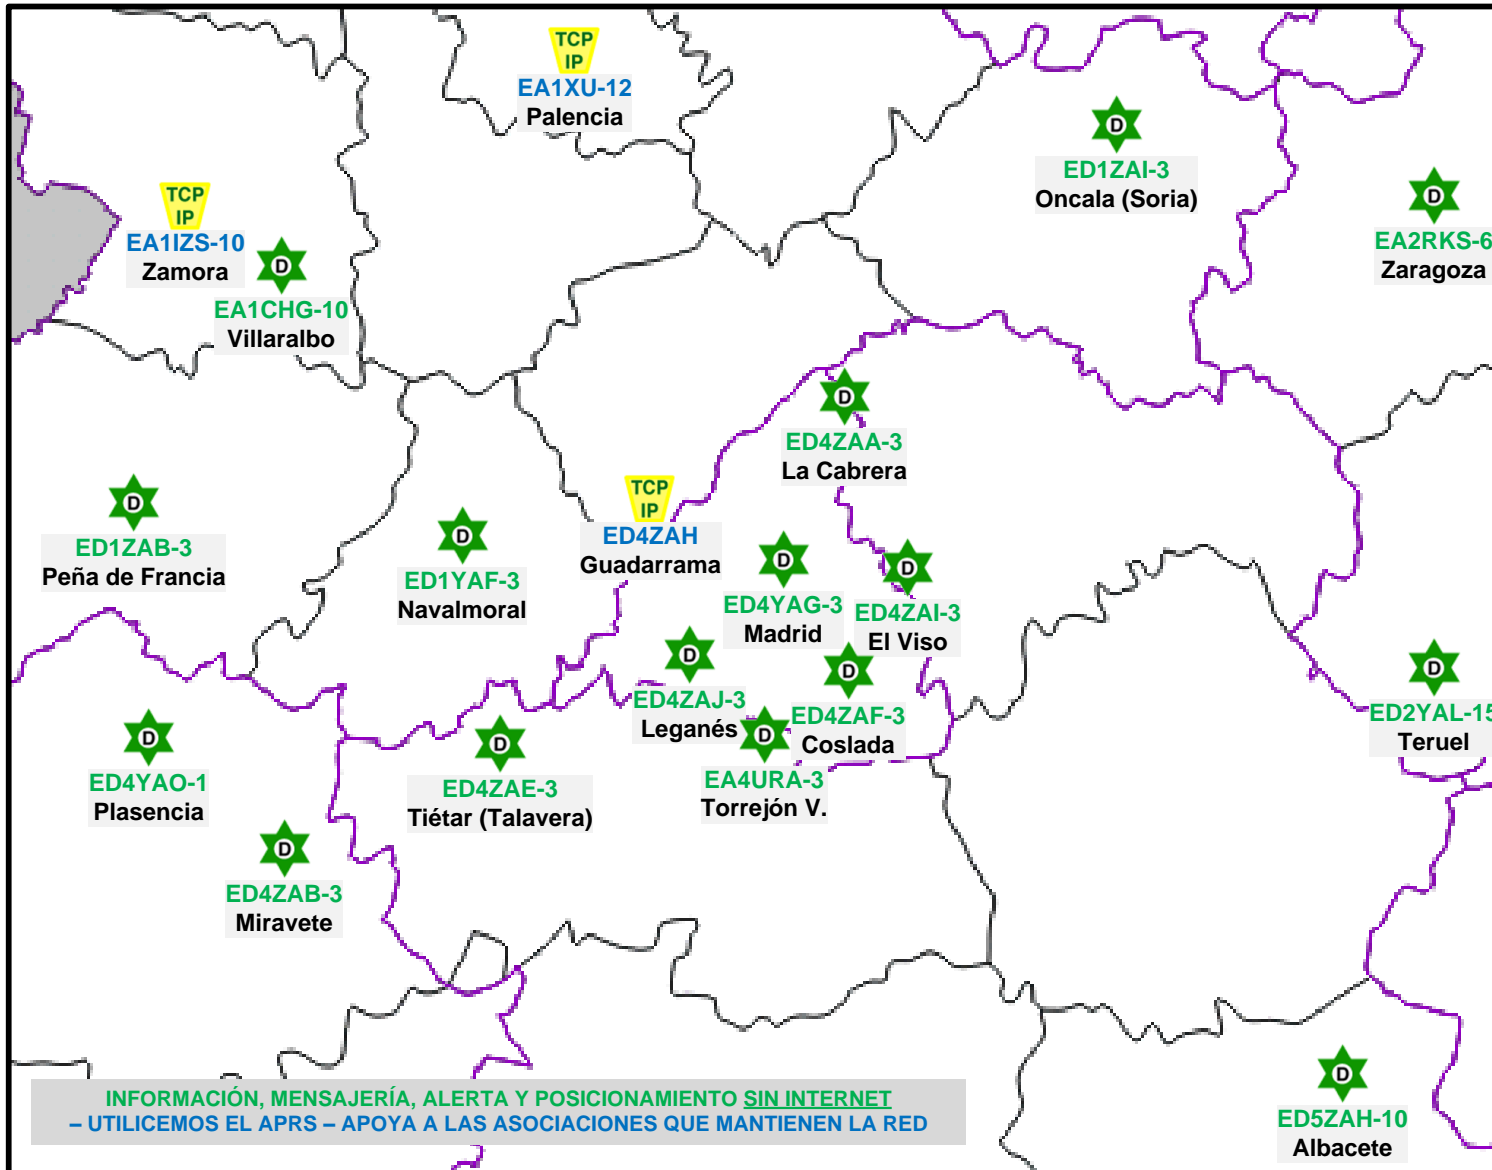 TCP
IP
EA1XU-12
Palencia
D
ED1ZAI-3
Oncala (Soria)
TCP
IP
EA1IZS-10
Zamora
D
EA1CHG-10
Villaralbo
D
EA2RKS-6
Zaragoza
D
ED4ZAA-3
La Cabrera
D
ED1ZAB-3
Peña de Francia
D
ED1YAF-3
Navalmoral
TCP
IP
ED4ZAH
Guadarrama
D
ED4YAG-3
Madrid
D
ED4ZAI-3
El Viso
D
ED4ZAJ-3
Leganés
D
ED4ZAF-3
Coslada
D
ED2YAL-15
Teruel
D
ED4YAO-1
Plasencia
D
ED4ZAE-3
Tiétar (Talavera)
D
EA4URA-3
Torrejón V.
D
ED4ZAB-3
Miravete
D
ED5ZAH-10
Albacete
INFORMACIÓN, MENSAJERÍA, ALERTA Y POSICIONAMIENTO SIN INTERNET
– UTILICEMOS EL APRS – APOYA A LAS ASOCIACIONES QUE MANTIENEN LA RED